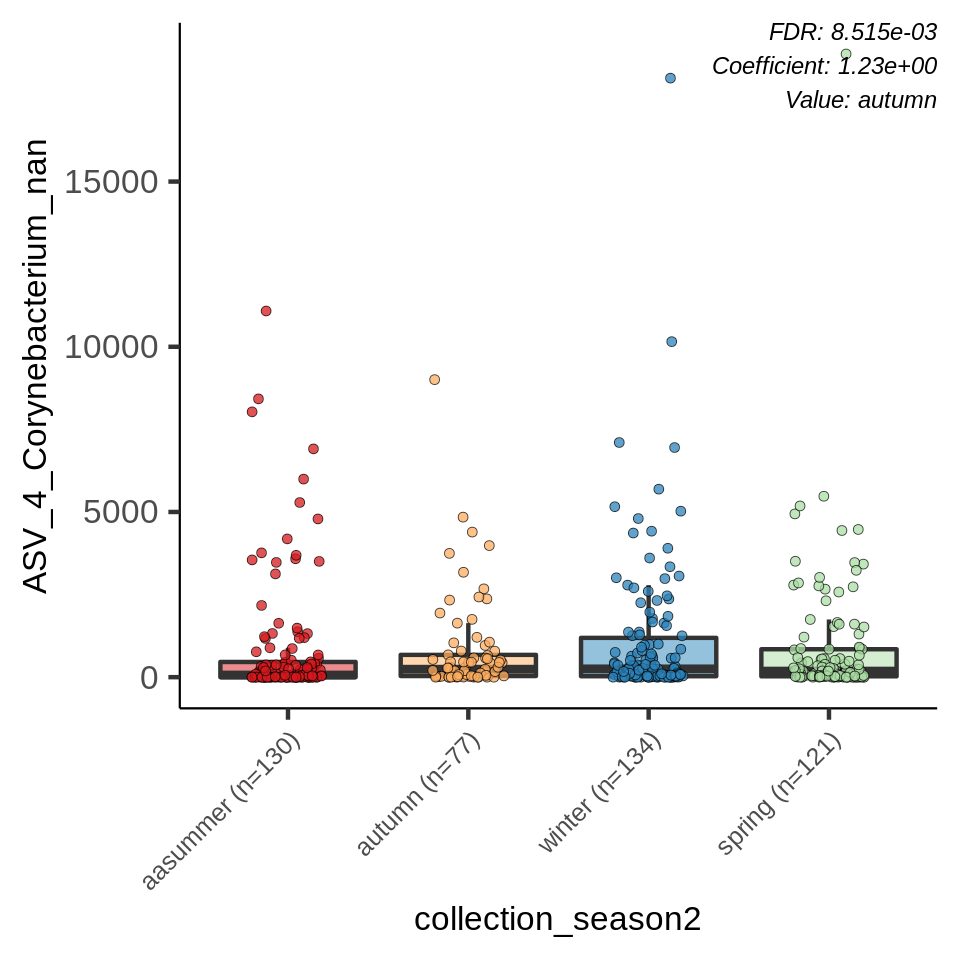 FDR: 8.515e-03
Coefficient: 1.23e+00
Value: autumn
ASV_4_Corynebacterium_nan
15000
10000
5000
0
aasummer (n=130)
autumn (n=77)
winter (n=134)
spring (n=121)
collection_season2